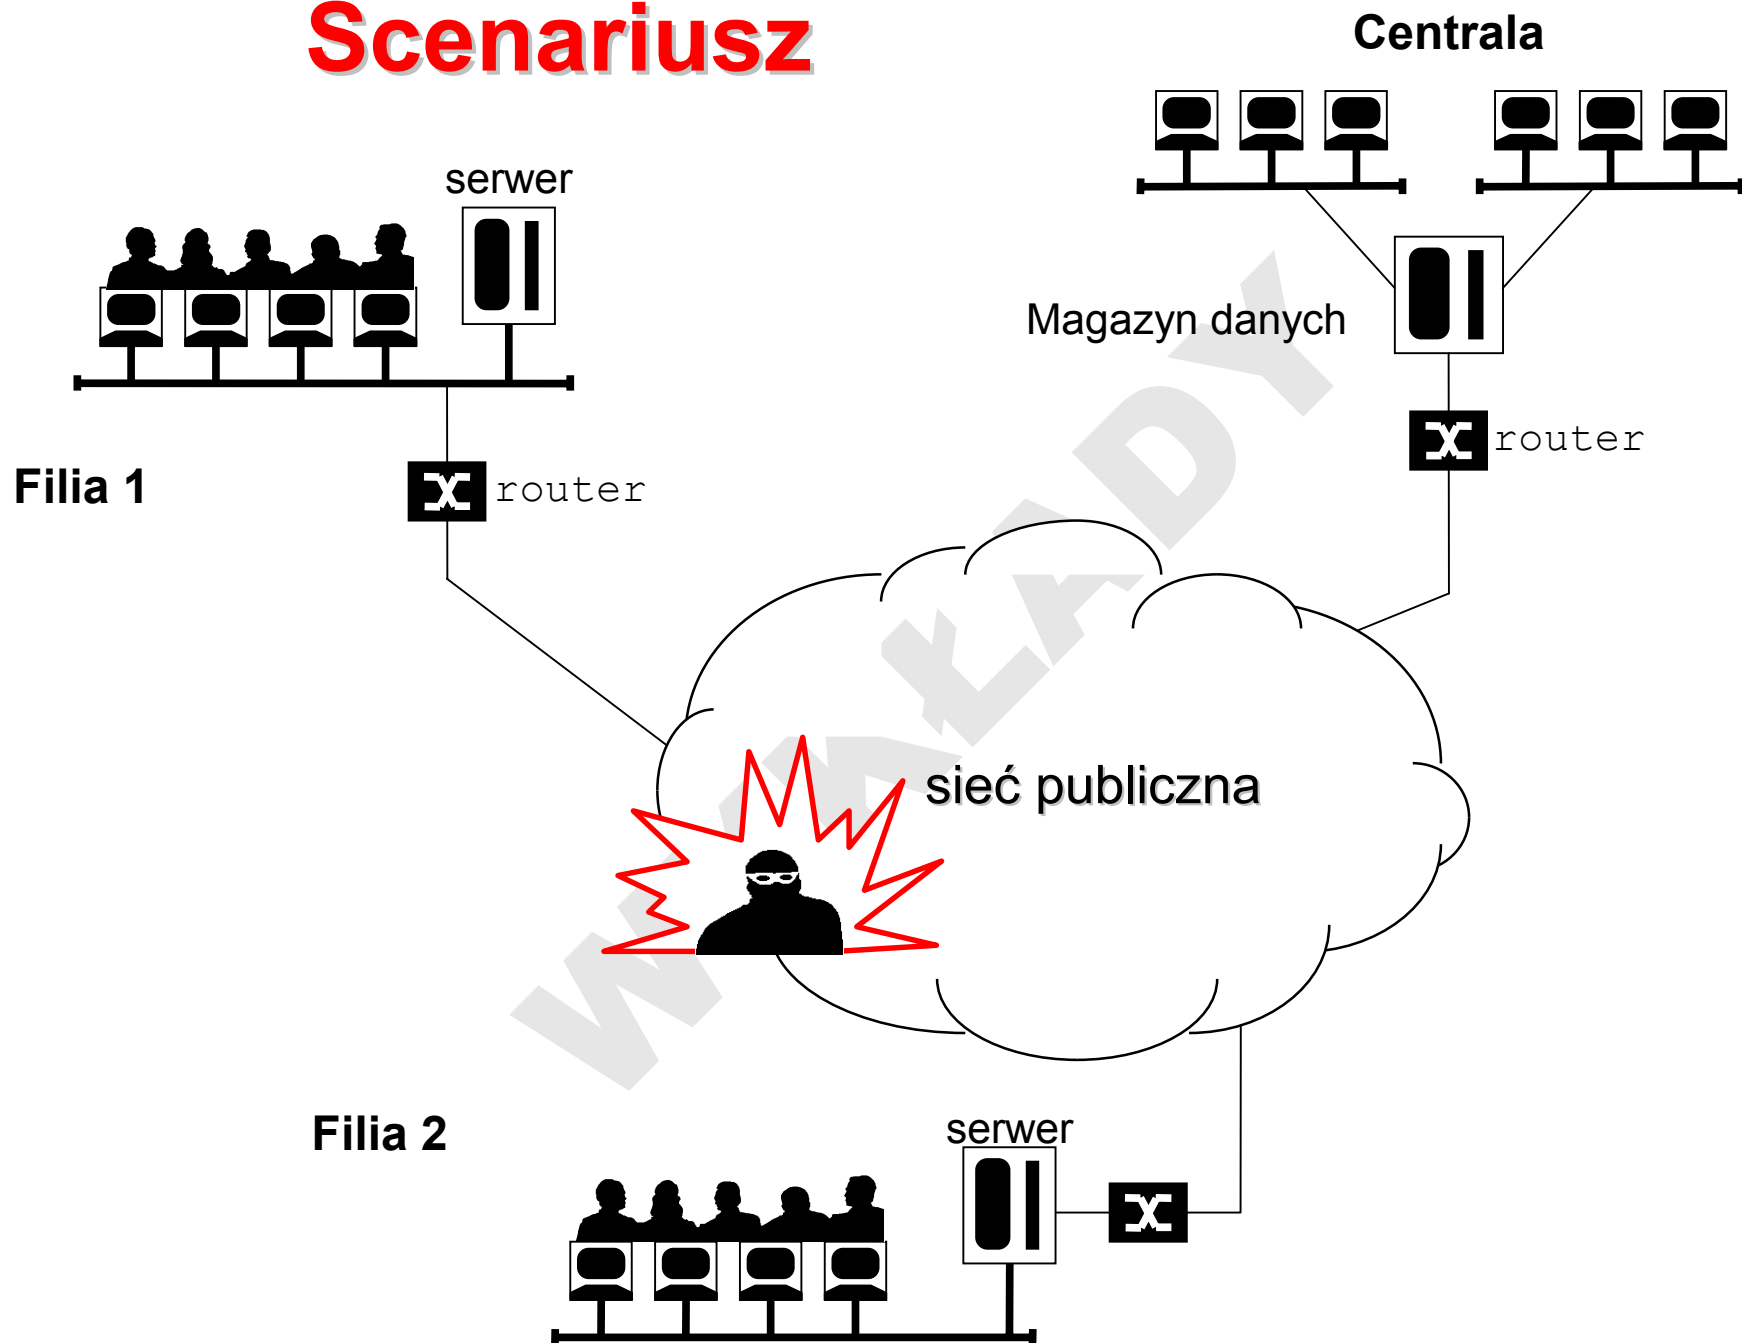 Scenariusz
Centrala
serwer
Magazyn danych
router
Filia 1
router
sieć publiczna
Filia 2
serwer
WYKŁADY